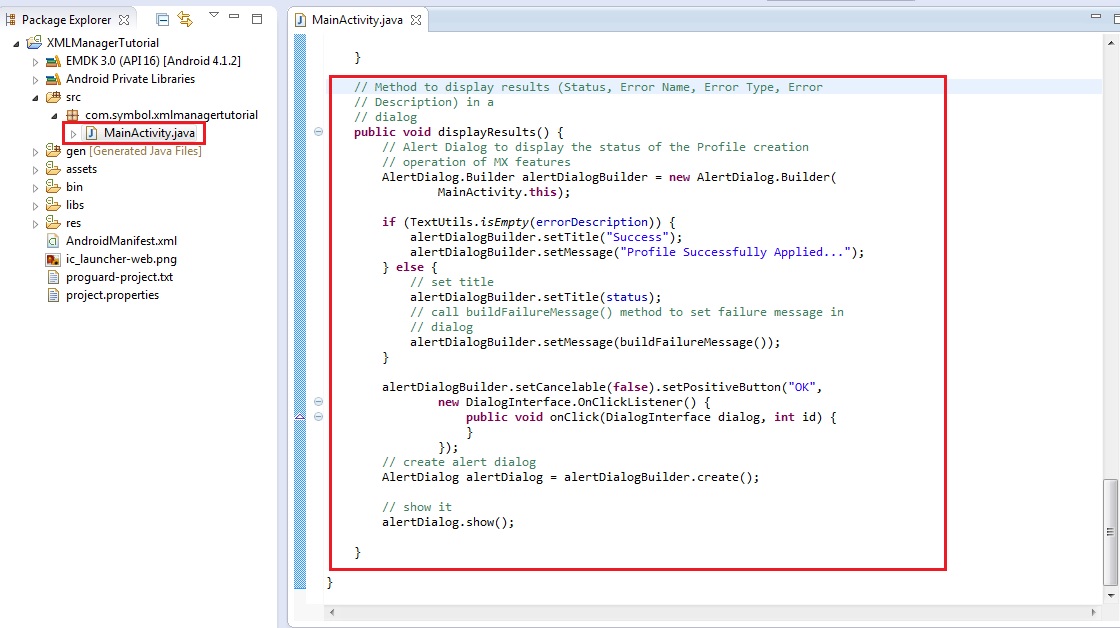 Package Explorer
XMLManagerTutorial
EMDK 3.0 (API 16) [Android 4.1.2]
Android Private Libraries
src
com.symbol.xmlmanagertutorial
MainActivity.java
gen [Generated Java Files]
assets
bin
libs
res
AndroidManifest.xml
ic_launcher-web.png
proguard-project.txt
project.properties
MainActivity.java
}
// Method to display results (Status, Error Name, Error Type, Error
// Description) in a
// dialog
public void displayResults() {
// Alert Dialog to display the status of the Profile creation
// operation of MX features
AlertDialog.Builder alertDialogBuilder = new AlertDialog.Builder(
MainActivity.this);
if (TextUtils.isEmpty(errorDescription)) {
alertDialogBuilder.setTitle("Success");
alertDialogBuilder.setMessage("Profile Successfully Applied...");
} else {
// set title
alertDialogBuilder.setTitle(status);
// call buildFailureMessage() method to set failure message in
// dialog
alertDialogBuilder.setMessage(buildFailureMessage());
}
alertDialogBuilder.setCancelable(false).setPositiveButton("OK",
new DialogInterface.OnClickListener() {
public void onClick(DialogInterface dialog, int id) {
}
});
// create alert dialog
AlertDialog alertDialog = alertDialogBuilder.create();
// show it
alertDialog.show();
}
}